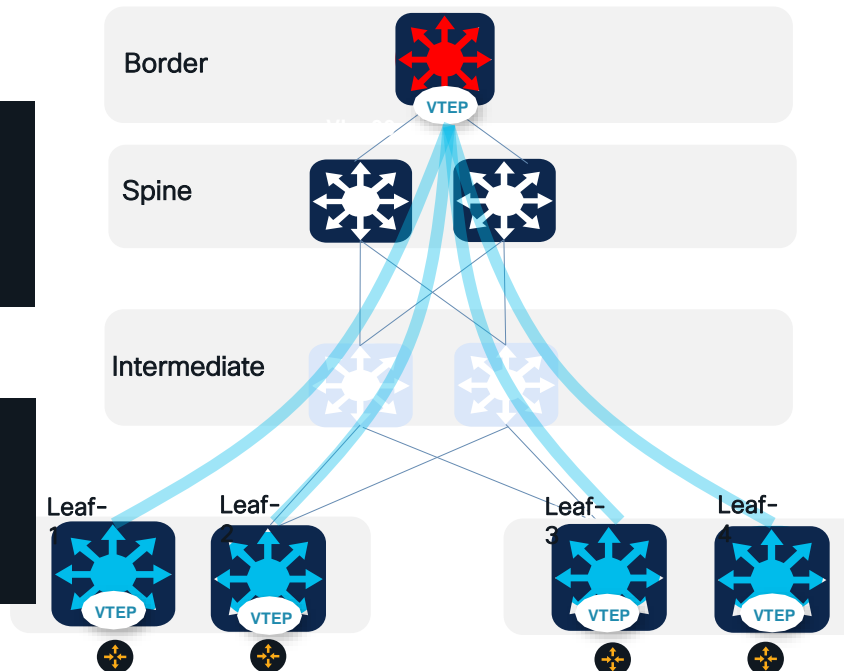 Border
VTEP
Spine
Intermediate
Leaf-
1
Leaf-
2
Leaf-
3
Leaf-
4
VTEP
VTEP
VTEP
VTEP